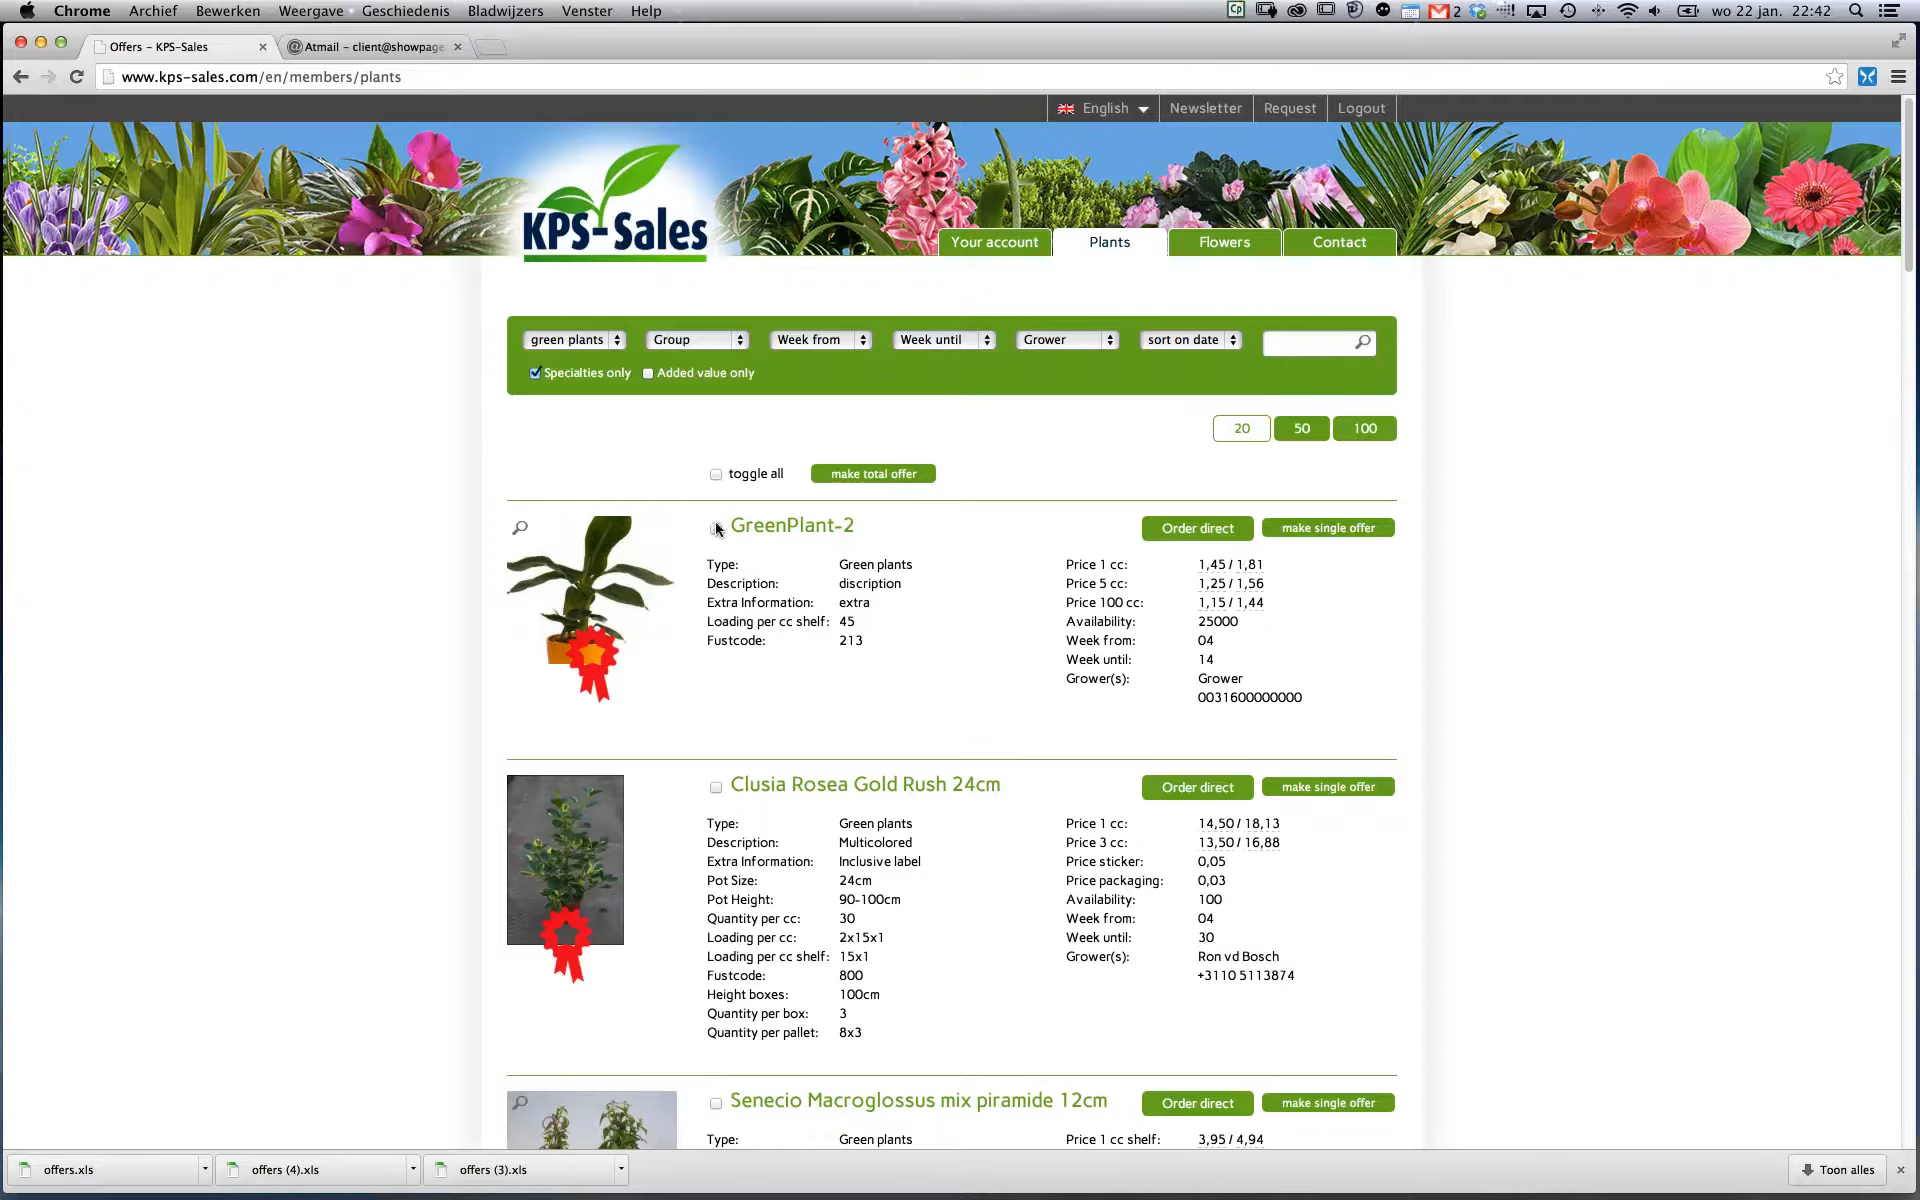 Chrome Archief Bewerken Weergave Geschiedenis Bladwijzers Venster Help
Cp 2 wo 22 jan. 22:42
Offers – KPS-Sales
Atmail – client@showpage
www.kps-sales.com/en/members/plants
English Newsletter Request Logout
KPS-Sales
Your account Plants Flowers Contact
green plants Group Week from Week until Grower sort on date
Specialties only Added value only
20 50 100
toggle all make total offer
GreenPlant-2 Order direct make single offer
Type: Green plants Price 1 cc: 1,45 / 1,81
Description: discription Price 5 cc: 1,25 / 1,56
Extra Information: extra Price 100 cc: 1,15 / 1,44
Loading per cc shelf: 45 Availability: 25000
Fustcode: 213 Week from: 04
Week until: 14
Grower(s): Grower
0031600000000
Clusia Rosea Gold Rush 24cm Order direct make single offer
Type: Green plants Price 1 cc: 14,50 / 18,13
Description: Multicolored Price 3 cc: 13,50 / 16,88
Extra Information: Inclusive label Price sticker: 0,05
Pot Size: 24cm Price packaging: 0,03
Pot Height: 90-100cm Availability: 100
Quantity per cc: 30 Week from: 04
Loading per cc: 2x15x1 Week until: 30
Loading per cc shelf: 15x1 Grower(s): Ron vd Bosch
Fustcode: 800 +3110 5113874
Height boxes: 100cm
Quantity per box: 3
Quantity per pallet: 8x3
Senecio Macroglossus mix piramide 12cm Order direct make single offer
Type: Green plants Price 1 cc shelf: 3,95 / 4,94
offers.xls offers (4).xls offers (3).xls Toon alles